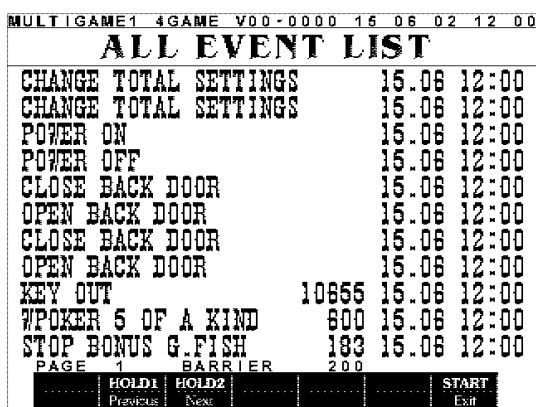 MULTIGAME1 4GAME V00-0000 15 06 02 12 00
ALL EVENT LIST
CHANGE TOTAL SETTINGS 15.06 12:00
CHANGE TOTAL SETTINGS 15.06 12:00
POWER ON 15.06 12:00
POWER OFF 15.06 12:00
CLOSE BACK DOOR 15.06 12:00
OPEN BACK DOOR 15.06 12:00
CLOSE BACK DOOR 15.06 12:00
OPEN BACK DOOR 15.06 12:00
KEY OUT 10655 15.06 12:00
WPOKER 5 OF A KIND 600 15.06 12:00
STOP BONUS G.FISH 183 15.06 12:00
PAGE 1 BARRIER 200
HOLD1 HOLD2 START
Previous Next Exit